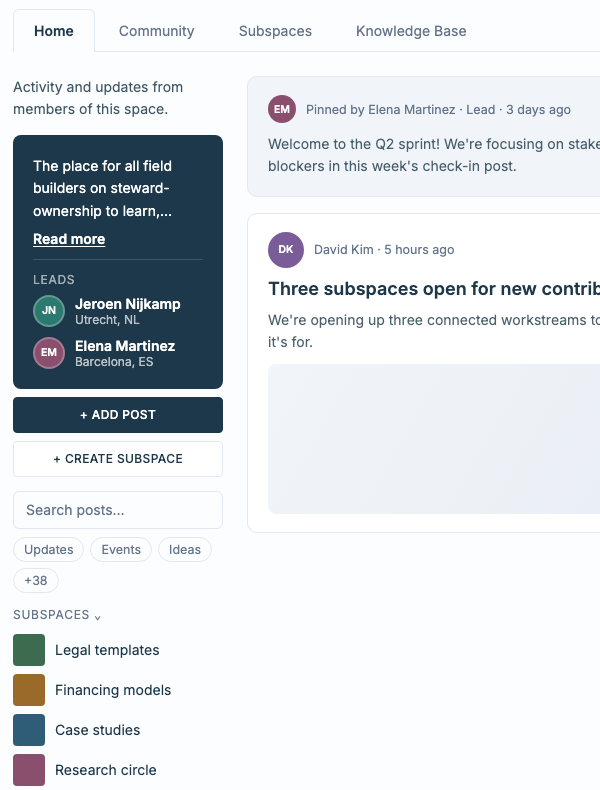 Home Community Subspaces Knowledge Base
Activity and updates from
members of this space.
The place for all field
builders on steward-
ownership to learn,...
Read more
LEADS
JN Jeroen Nijkamp
Utrecht, NL
EM Elena Martinez
Barcelona, ES
+ ADD POST
+ CREATE SUBSPACE
Search posts...
Updates Events Ideas
+38
SUBSPACES
Legal templates
Financing models
Case studies
Research circle
EM Pinned by Elena Martinez · Lead · 3 days ago
Welcome to the Q2 sprint! We're focusing on stake
blockers in this week's check-in post.
DK David Kim · 5 hours ago
Three subspaces open for new contrib
We're opening up three connected workstreams to
it's for.